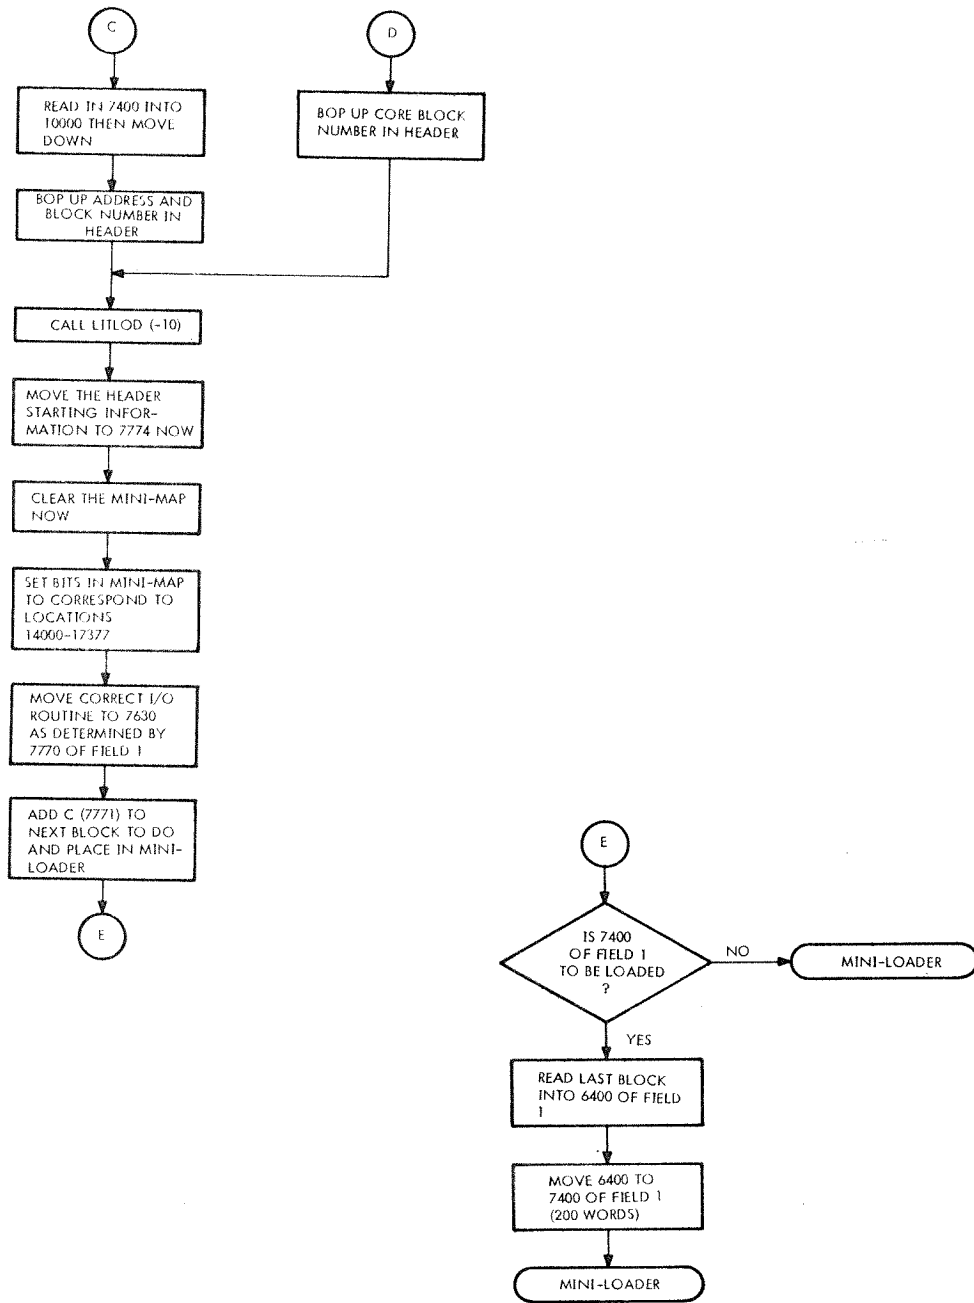 C
READ IN 7400 INTO
10000 THEN MOVE
DOWN
BOP UP ADDRESS AND
BLOCK NUMBER IN
HEADER
D
BOP UP CORE BLOCK
NUMBER IN HEADER
CALL LITLOD (-10)
MOVE THE HEADER
STARTING INFOR-
MATION TO 7774 NOW
CLEAR THE MINI-MAP
NOW
SET BITS IN MINI-MAP
TO CORRESPOND TO
LOCATIONS
14000-17377
MOVE CORRECT I/O
ROUTINE TO 7630
AS DETERMINED BY
7770 OF FIELD 1
ADD C (7771) TO
NEXT BLOCK TO DO
AND PLACE IN MINI-
LOADER
E
E
IS 7400
OF FIELD 1
TO BE LOADED
?
NO
MINI-LOADER
YES
READ LAST BLOCK
INTO 6400 OF FIELD
1
MOVE 6400 TO
7400 OF FIELD 1
(200 WORDS)
MINI-LOADER